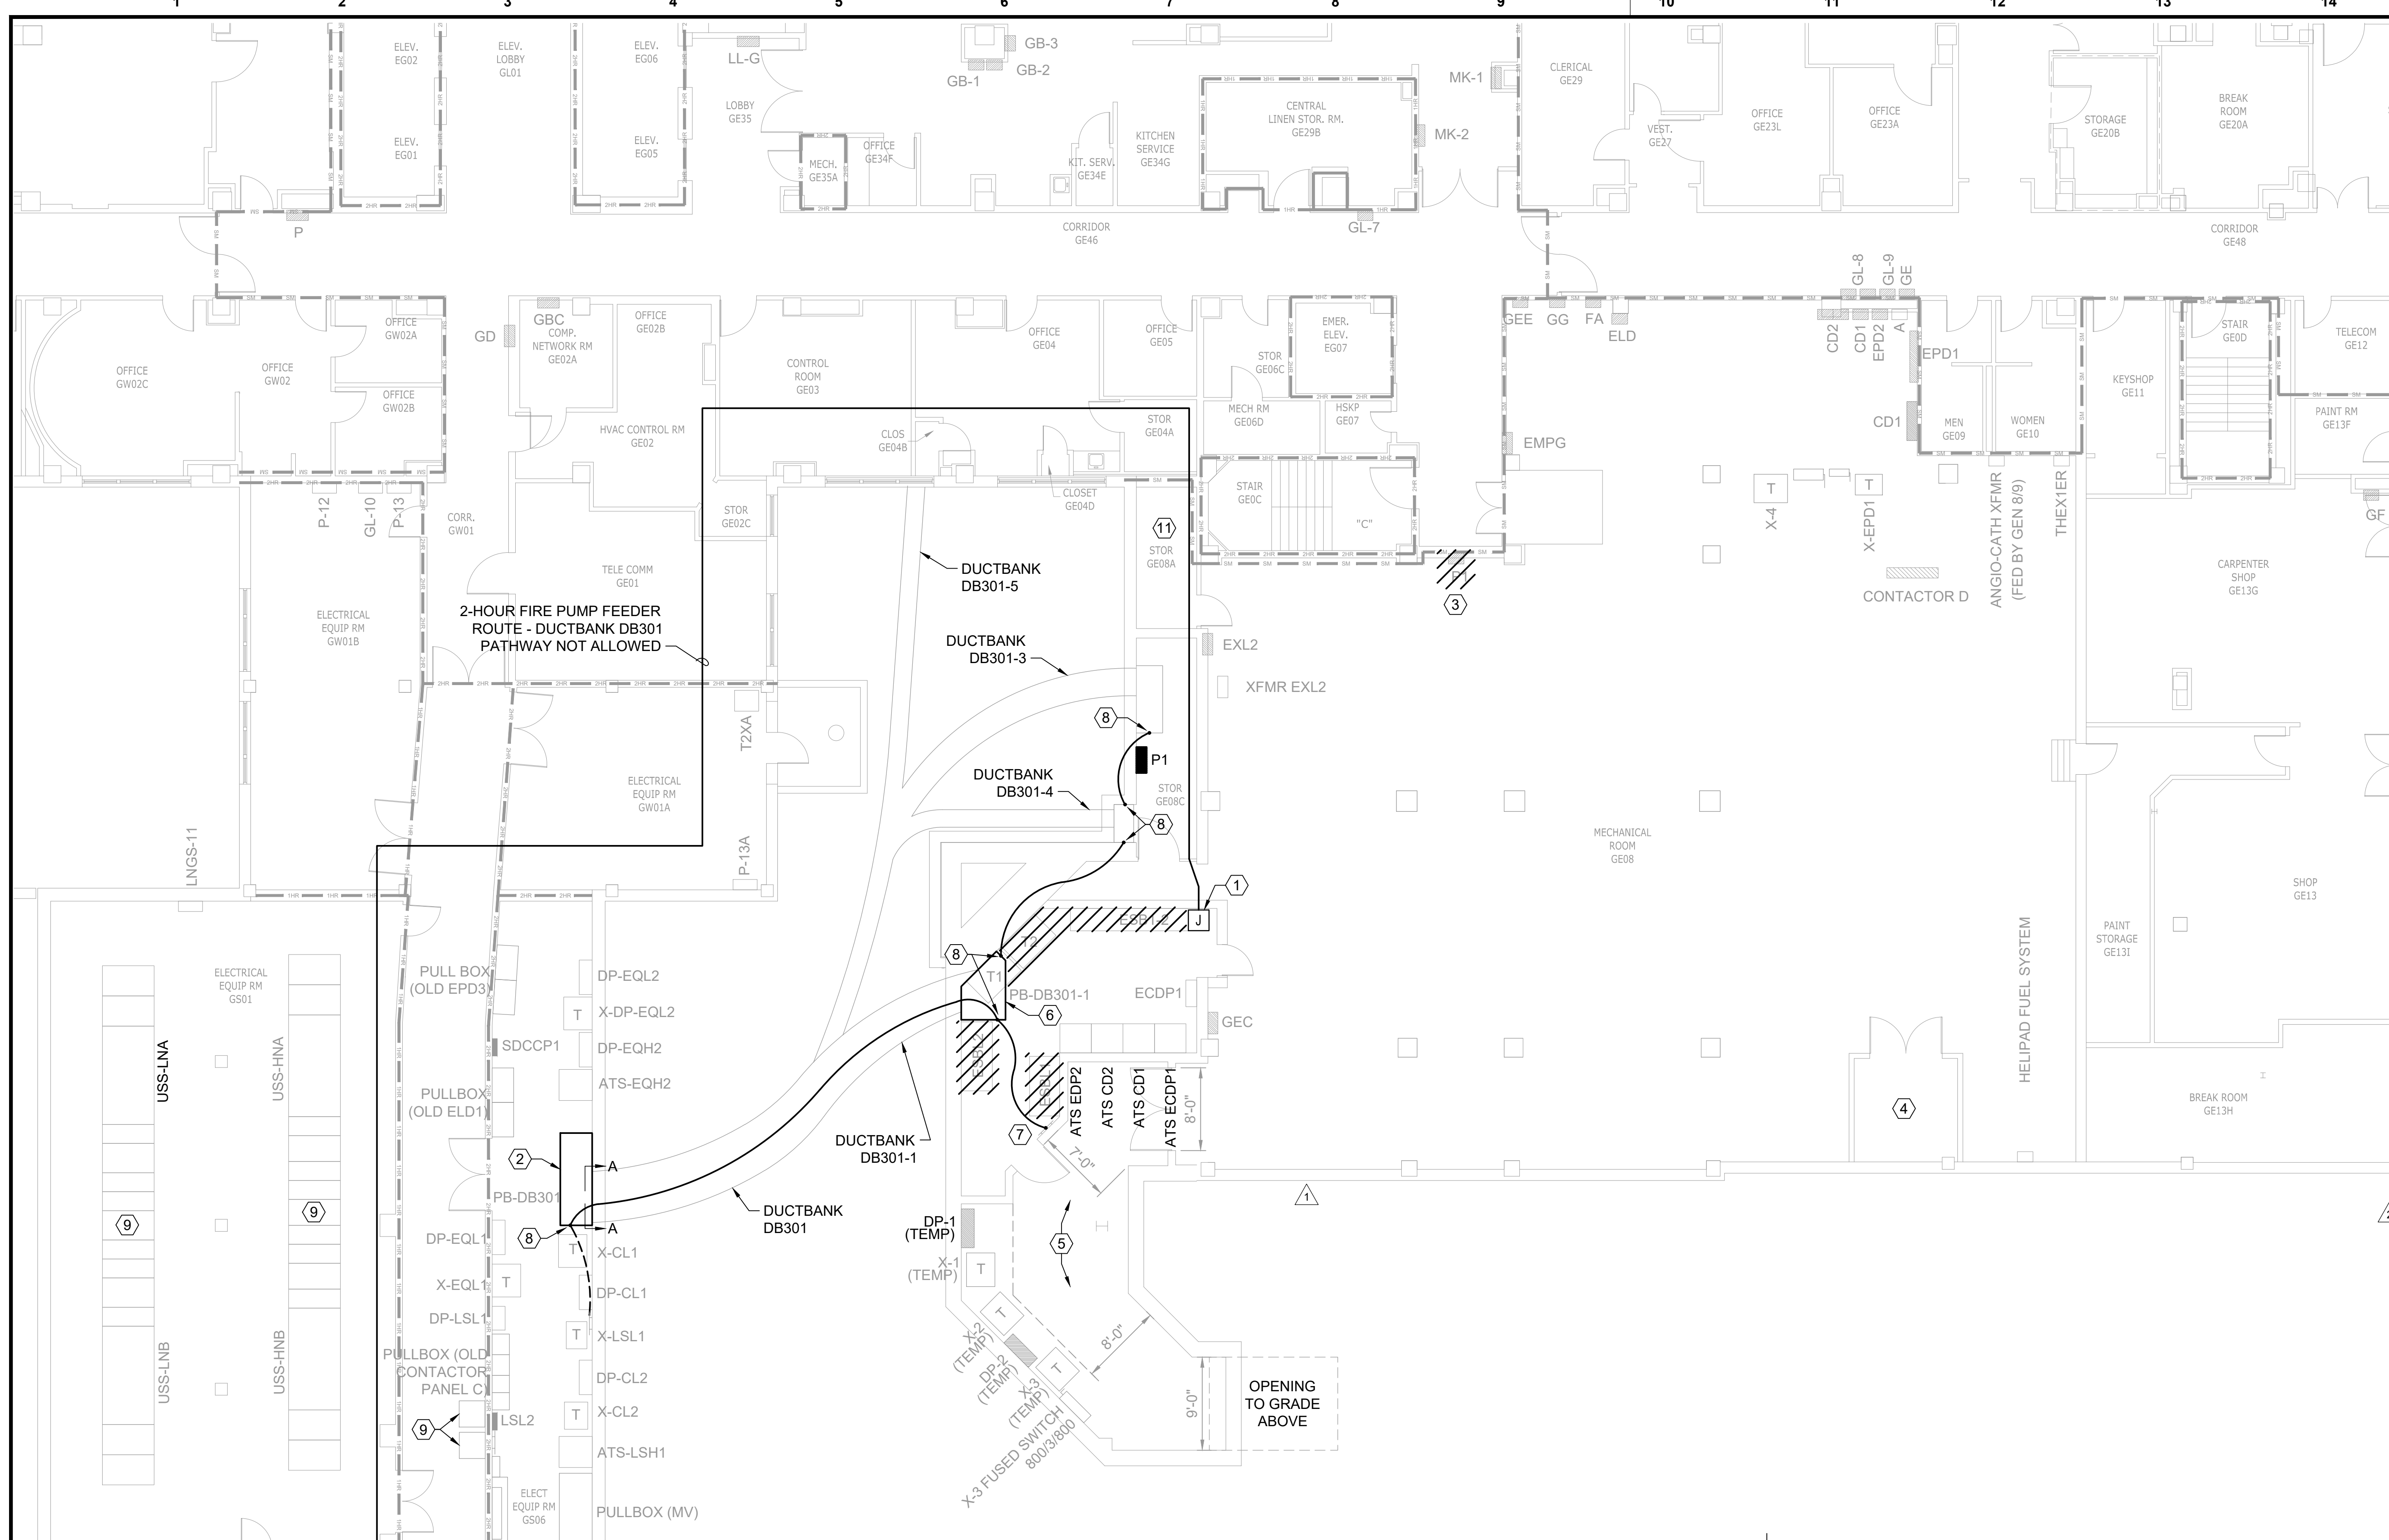 1 2 3 4 5 6 7 8 9 10 11 12 13 14
ELEV.
EG02
ELEV.
LOBBY
GL01
ELEV.
EG06
LL-G
GB-3
GB-1
GB-2
MK-1
CLERICAL
GE29
LOBBY
GE35
CENTRAL
LINEN STOR. RM.
GE29B
MK-2
OFFICE
GE23L
OFFICE
GE23A
STORAGE
GE20B
BREAK
ROOM
GE20A
VEST.
GE27
ELEV.
EG01
ELEV.
EG05
MECH.
GE35A
OFFICE
GE34F
KIT. SERV.
GE34E
KITCHEN
SERVICE
GE34G
P
CORRIDOR
GE46
GL-7
CORRIDOR
GE48
GL-8
GL-9
GE
OFFICE
GW02C
OFFICE
GW02
OFFICE
GW02A
OFFICE
GW02B
GD
GBC
COMP.
NETWORK RM
GE02A
OFFICE
GE02B
CONTROL
ROOM
GE03
OFFICE
GE04
OFFICE
GE05
STOR
GE06C
EMER.
ELEV.
EG07
GEE
GG
FA
ELD
CD2
CD1
EPD2
A
EPD1
KEYSHOP
GE11
STAIR
GE0D
TELECOM
GE12
HVAC CONTROL RM
GE02
CLOS
GE04B
STOR
GE04A
MECH RM
GE06D
HSKP
GE07
EMPG
CD1
MEN
GE09
WOMEN
GE10
PAINT RM
GE13F
P-12
GL-10
P-13
CORR.
GW01
STOR
GE02C
CLOSET
GE04D
11
STOR
GE08A
STAIR
GE0C
"C"
P1
3
T
X-4
T
X-EPD1
CONTACTOR D
ANGIO-CATH XFMR
(FED BY GEN 8/9)
THEX1ER
GF
CARPENTER
SHOP
GE13G
TELE COMM
GE01
DUCTBANK
DB301-5
2-HOUR FIRE PUMP FEEDER
ROUTE - DUCTBANK DB301
PATHWAY NOT ALLOWED
ELECTRICAL
EQUIP RM
GW01B
DUCTBANK
DB301-3
EXL2
XFMR EXL2
8
P1
T2XA
ELECTRICAL
EQUIP RM
GW01A
DUCTBANK
DB301-4
STOR
GE08C
8
LNGS-11
P-13A
MECHANICAL
ROOM
GE08
SHOP
GE13
1
J
ESB1-2
T2
8
T1
PB-DB301-1
6
ECDP1
GEC
PAINT
STORAGE
GE13I
HELIPAD FUEL SYSTEM
ELECTRICAL
EQUIP RM
GS01
PULL BOX
(OLD EPD3)
DP-EQL2
T
X-DP-EQL2
SDCCP1
DP-EQH2
ATS-EQH2
PULLBOX
(OLD ELD1)
USS-LNA
USS-HNA
ESBL2
ESBL1
ATS EDP2
ATS CD2
ATS CD1
ATS ECDP1
8'-0"
7
7'-0"
4
BREAK ROOM
GE13H
DUCTBANK
DB301-1
2
A
PB-DB301
A
8
DUCTBANK
DB301
1
9
9
DP-EQL1
T
X-CL1
X-EQL1
T
DP-CL1
DP-LSL1
T
X-LSL1
DP-1
(TEMP)
X-1
(TEMP)
T
5
T
X-2
(TEMP)
DP-2
(TEMP)
T
X-3
(TEMP)
X-3 FUSED SWITCH
800/3/800
8'-0"
9'-0"
OPENING
TO GRADE
ABOVE
USS-LNB
USS-HNB
PULLBOX (OLD
CONTACTOR
PANEL C)
DP-CL2
9
LSL2
T
X-CL2
ATS-LSH1
ELECT
EQUIP RM
GS06
PULLBOX (MV)